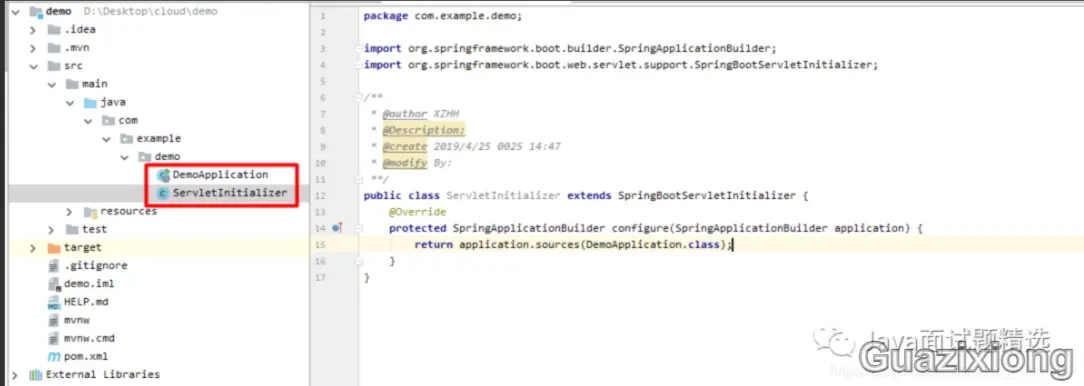 demo D:\Desktop\cloud\demo
.idea
.mvn
src
main
java
com
example
demo
DemoApplication
ServletInitializer
resources
test
target
.gitignore
demo.iml
HELP.md
mvnw
mvnw.cmd
pom.xml
External Libraries
1 package com.example.demo;
2
3 import org.springframework.boot.builder.SpringApplicationBuilder;
4 import org.springframework.boot.web.servlet.support.SpringBootServletInitializer;
5
6 /**
7 * @author XZHH
8 * @Description:
9 * @create 2019/4/25 0025 14:47
10 * @modify By:
11 **/
12 public class ServletInitializer extends SpringBootServletInitializer {
13 @Override
14 protected SpringApplicationBuilder configure(SpringApplicationBuilder application) {
15 return application.sources(DemoApplication.class);
16 }
17 }
Java面试题精选
Guazixiong